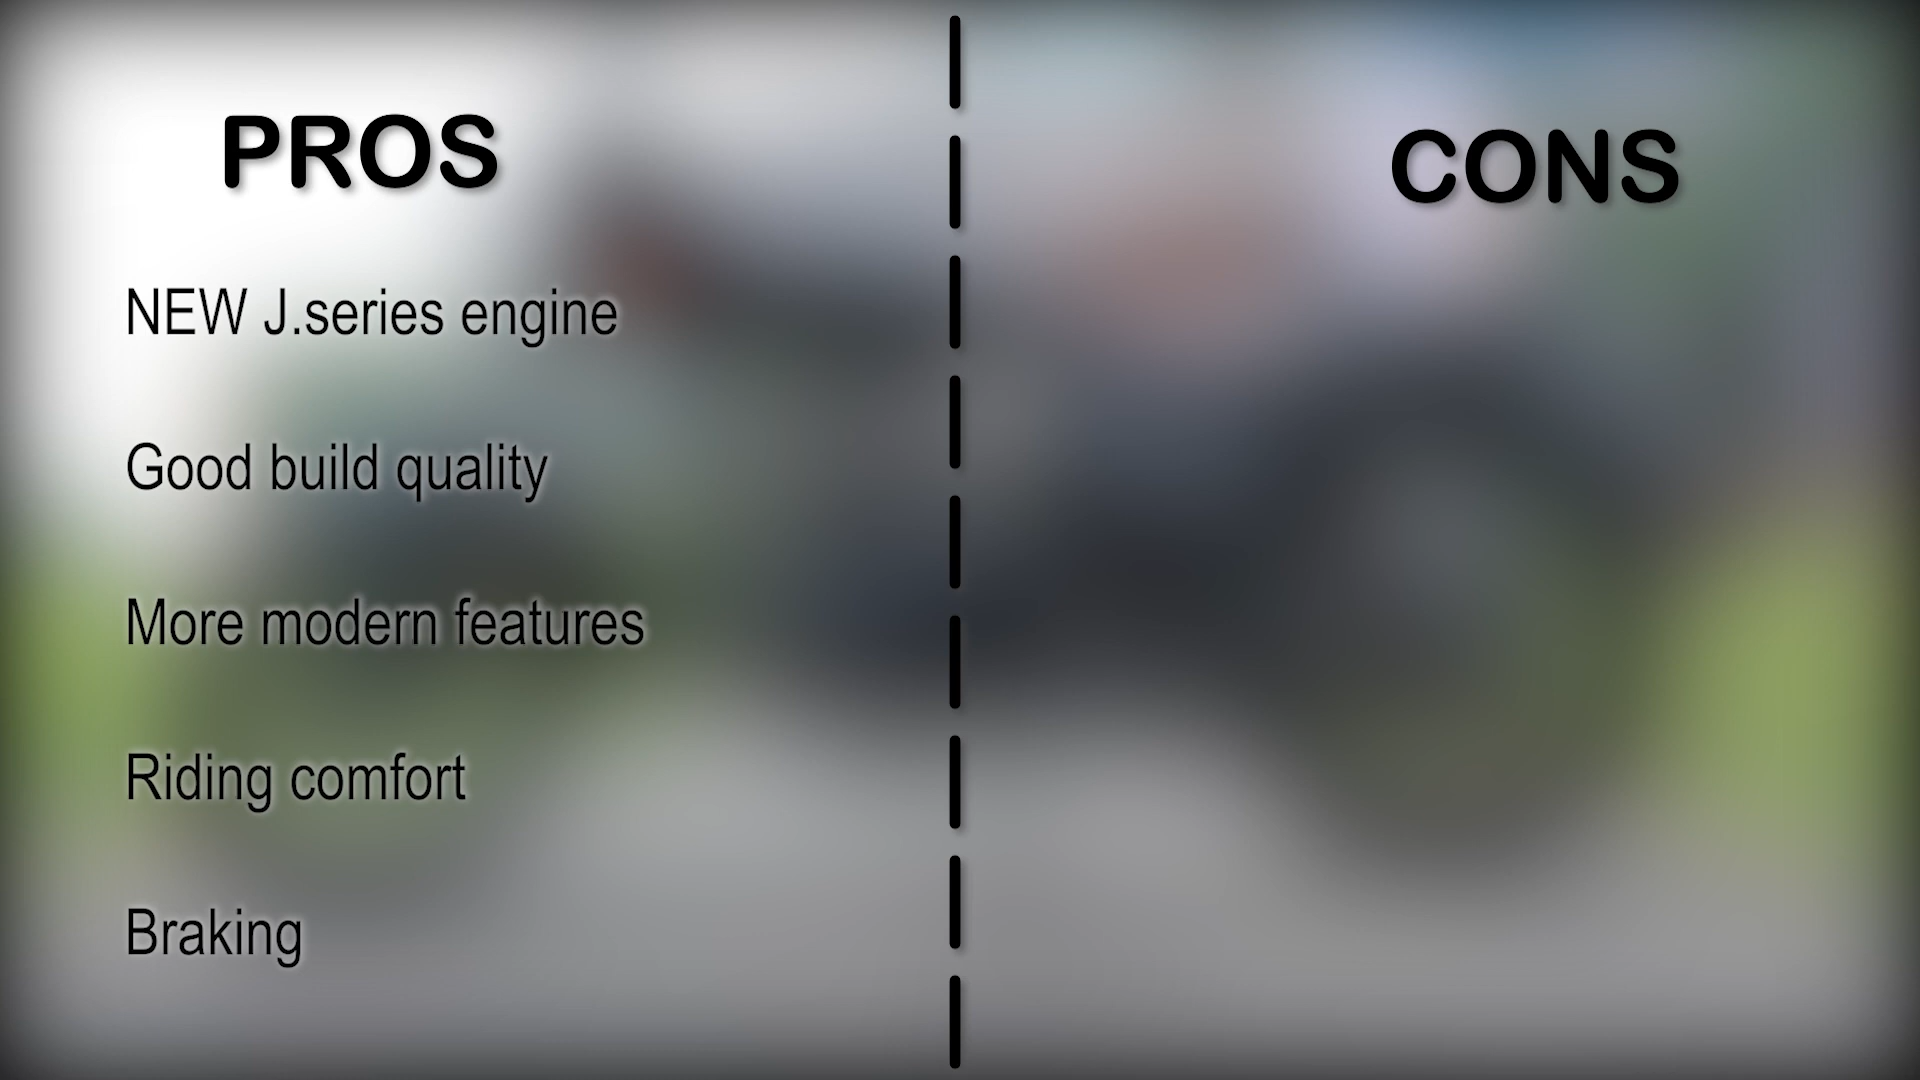 PROS
NEW J.series engine
Good build quality
More modern features
Riding comfort
Braking
CONS